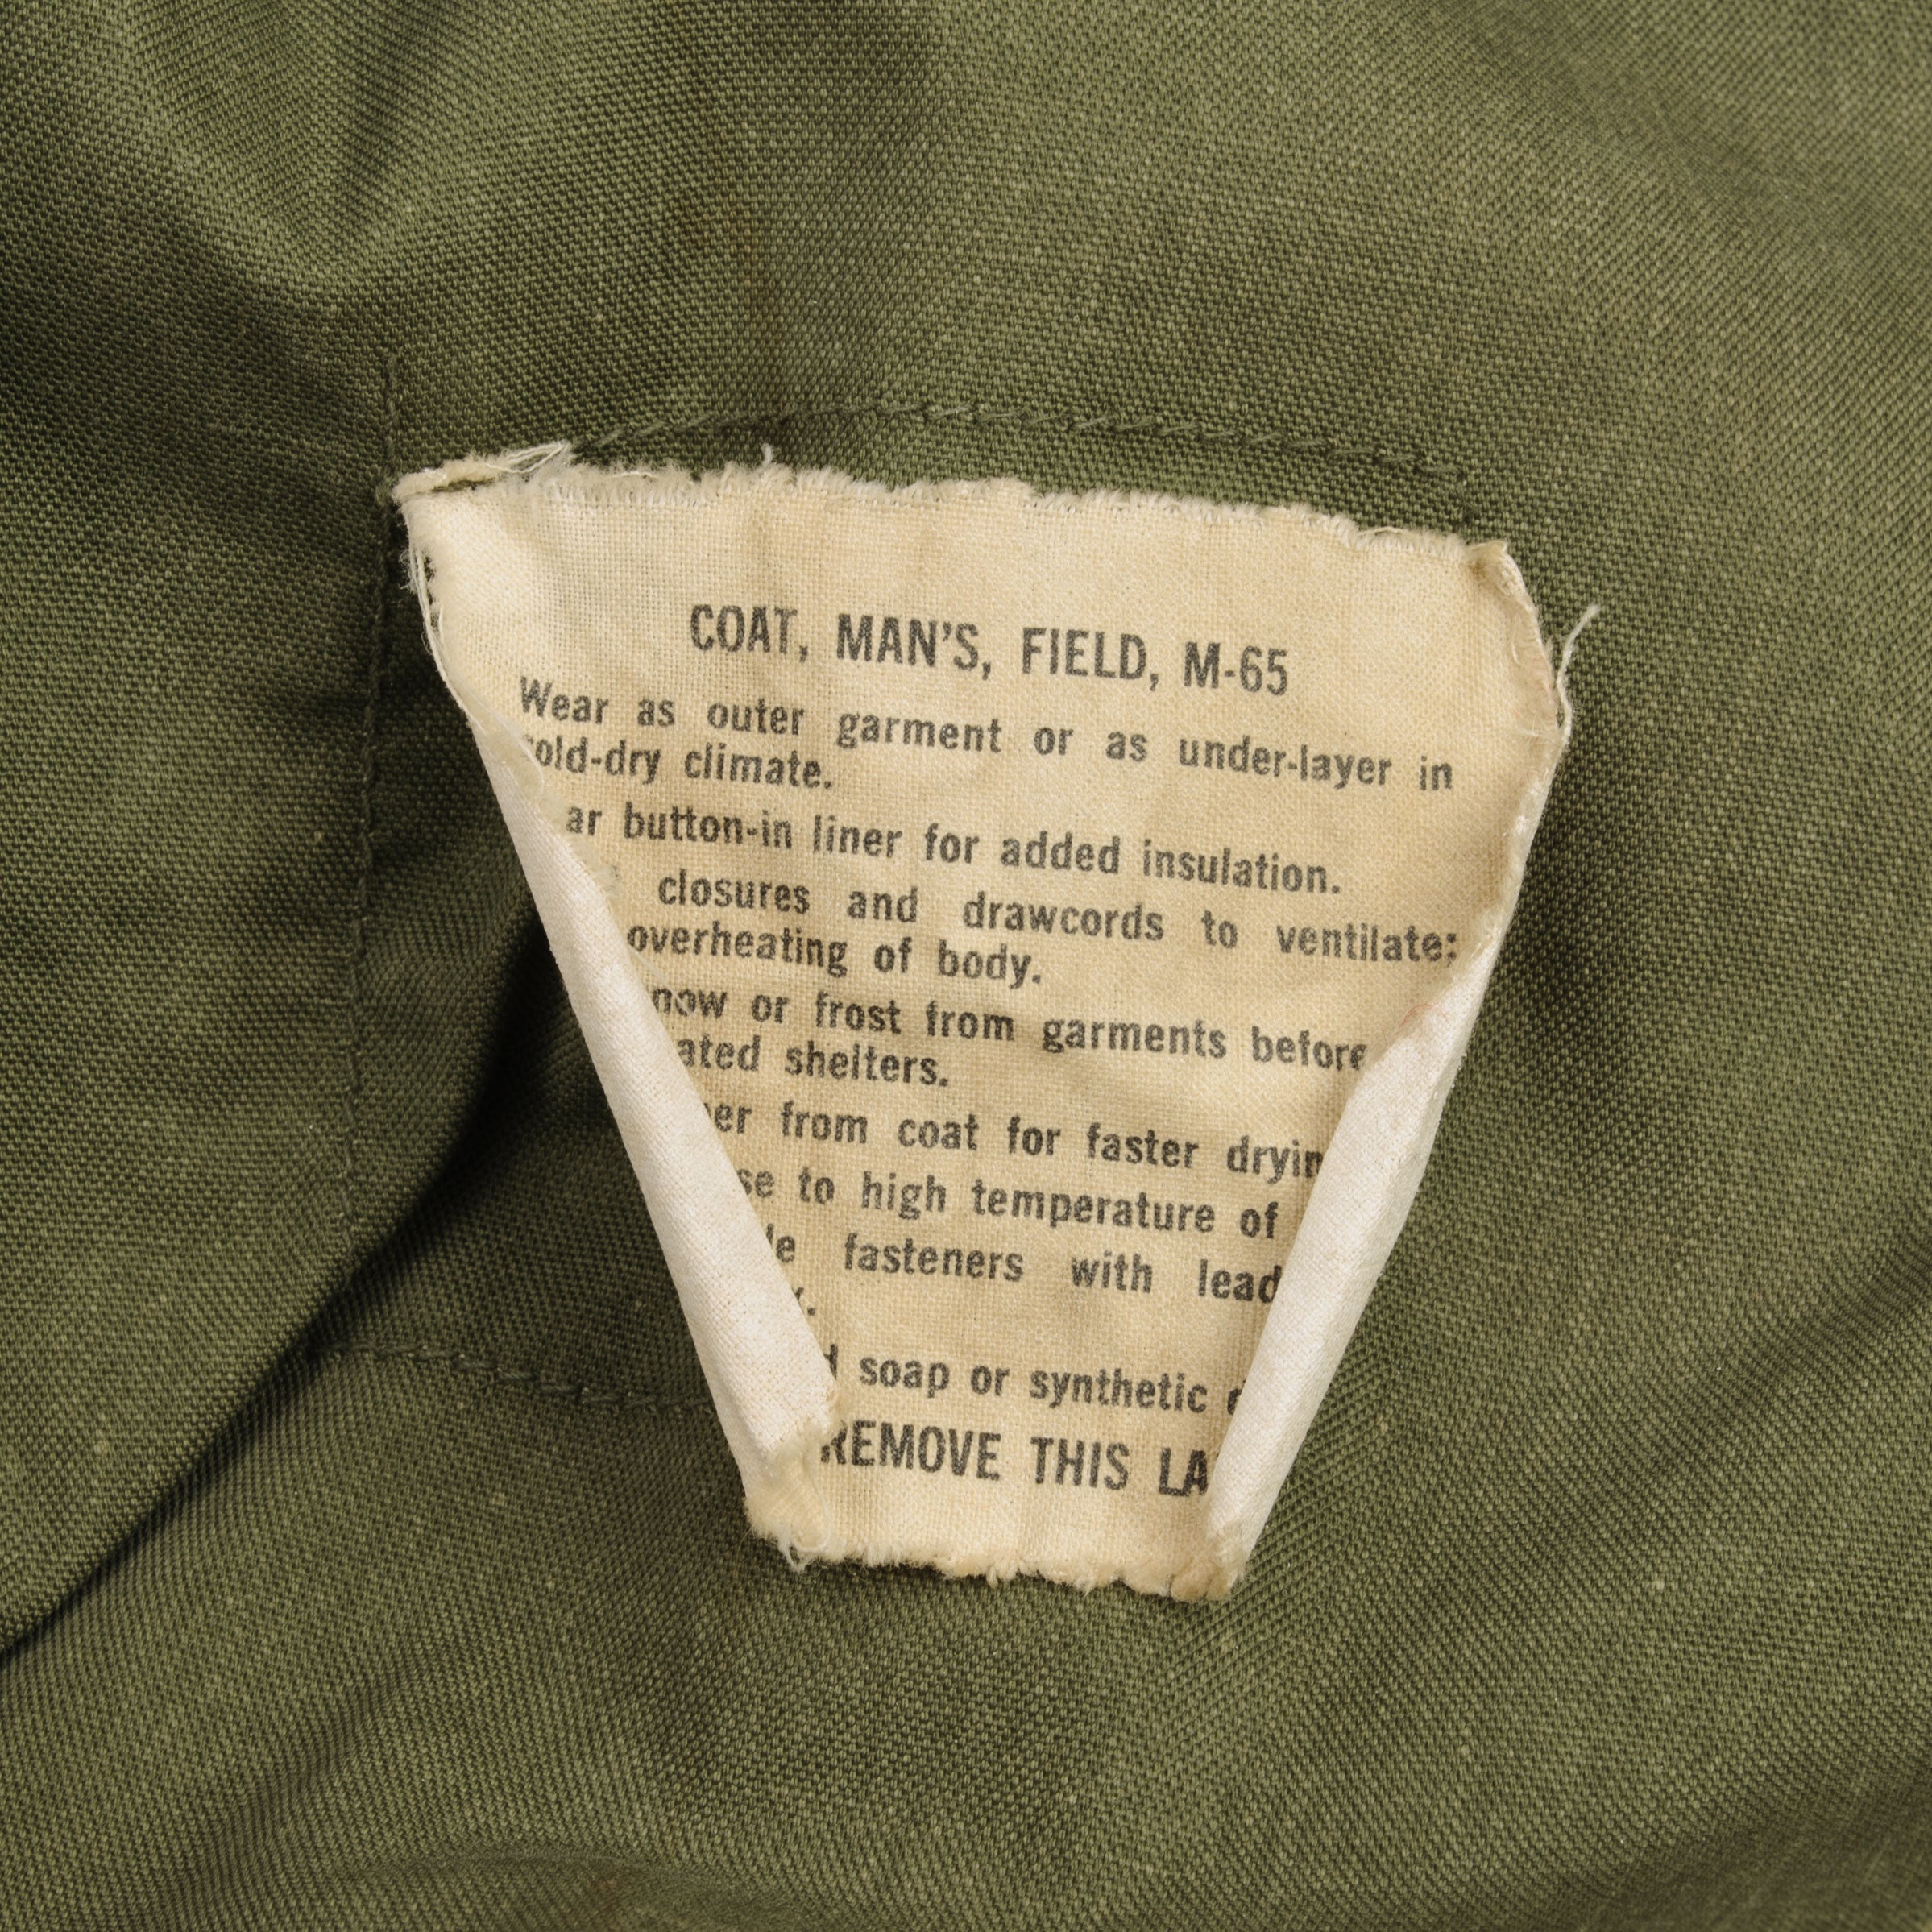 COAT, MAN'S, FIELD, M-65
Wear as outer garment or as under-layer in
old-dry climate.
ar button-in liner for added insulation.
closures and drawcords to ventilate;
overheating of body.
now or frost from garments before
ated shelters.
er from coat for faster dryin
se to high temperature of
le fasteners with lead
soap or synthetic
REMOVE THIS LA